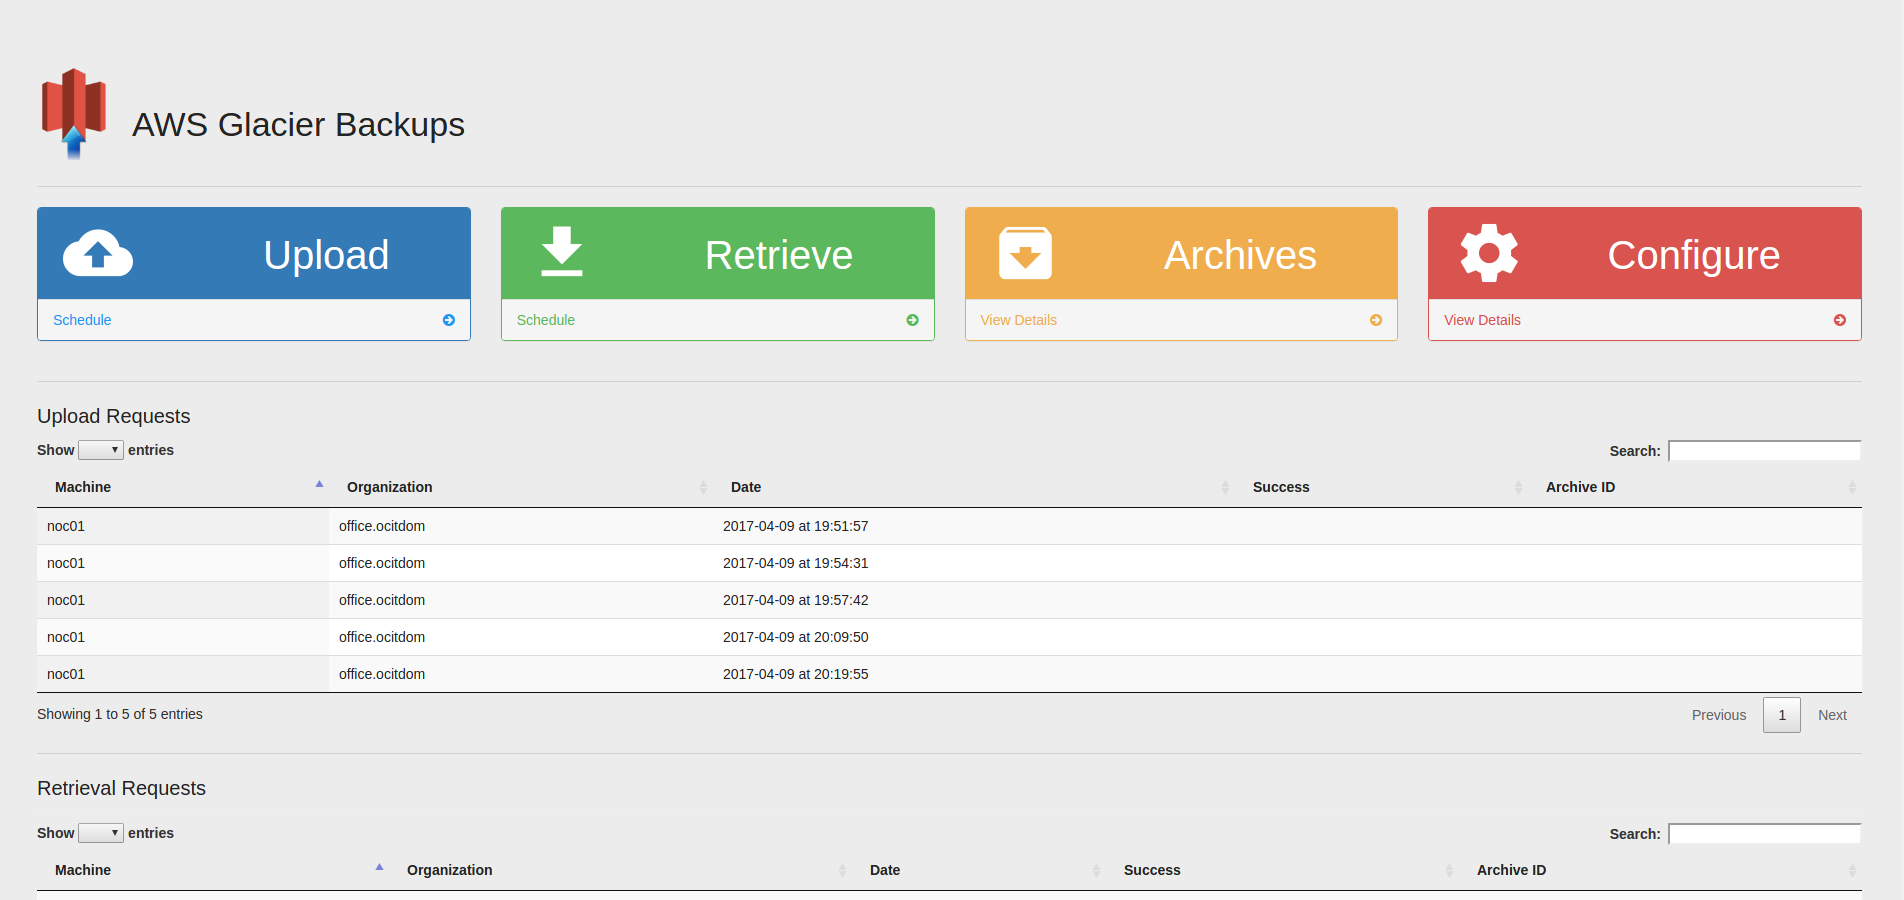 AWS Glacier Backups
Upload Retrieve Archives Configure
Schedule Schedule View Details View Details
Upload Requests
Show entries Search:
Machine Organization Date Success Archive ID
noc01 office.ocitdom 2017-04-09 at 19:51:57
noc01 office.ocitdom 2017-04-09 at 19:54:31
noc01 office.ocitdom 2017-04-09 at 19:57:42
noc01 office.ocitdom 2017-04-09 at 20:09:50
noc01 office.ocitdom 2017-04-09 at 20:19:55
Showing 1 to 5 of 5 entries Previous 1 Next
Retrieval Requests
Show entries Search:
Machine Organization Date Success Archive ID